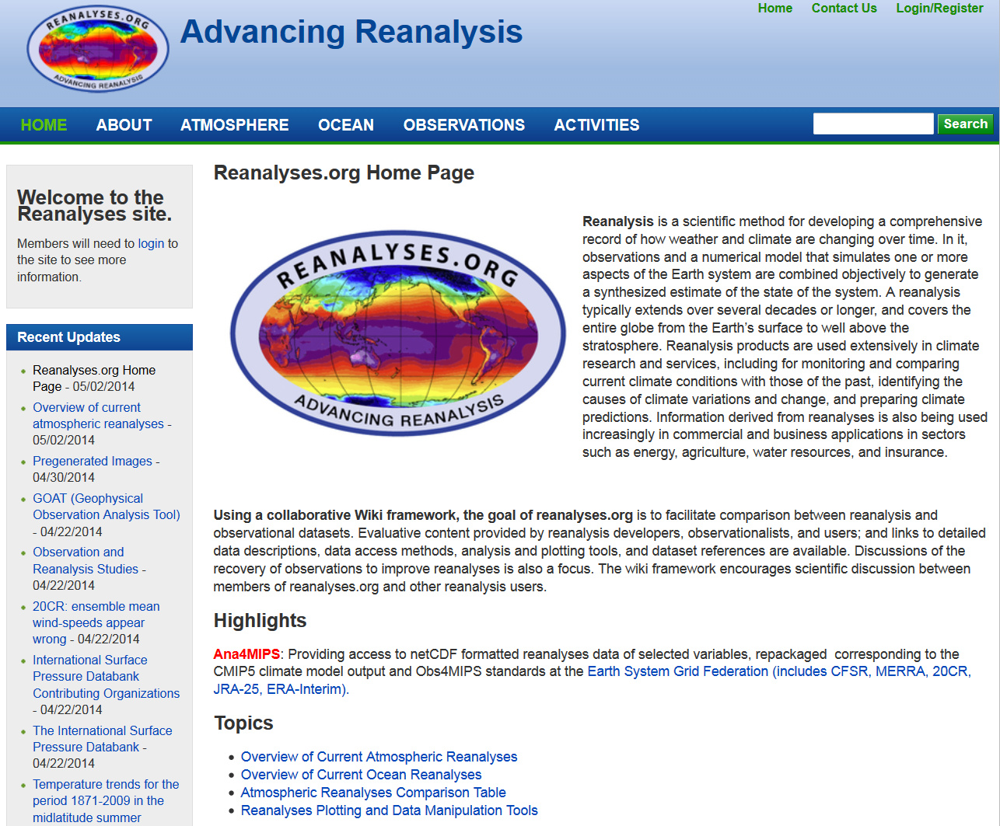 REANALYSES.ORG
ADVANCING REANALYSIS
Advancing Reanalysis
Home Contact Us Login/Register
HOME ABOUT ATMOSPHERE OCEAN OBSERVATIONS ACTIVITIES Search
Welcome to the
Reanalyses site.
Members will need to login to
the site to see more
information.
Recent Updates
Reanalyses.org Home
Page - 05/02/2014
Overview of current
atmospheric reanalyses -
05/02/2014
Pregenerated Images -
04/30/2014
GOAT (Geophysical
Observation Analysis Tool)
- 04/22/2014
Observation and
Reanalysis Studies -
04/22/2014
20CR: ensemble mean
wind-speeds appear
wrong - 04/22/2014
International Surface
Pressure Databank
Contributing Organizations
- 04/22/2014
The International Surface
Pressure Databank -
04/22/2014
Temperature trends for the
period 1871-2009 in the
midlatitude summer
Reanalyses.org Home Page
REANALYSES.ORG
ADVANCING REANALYSIS
Reanalysis is a scientific method for developing a comprehensive
record of how weather and climate are changing over time. In it,
observations and a numerical model that simulates one or more
aspects of the Earth system are combined objectively to generate
a synthesized estimate of the state of the system. A reanalysis
typically extends over several decades or longer, and covers the
entire globe from the Earth's surface to well above the
stratosphere. Reanalysis products are used extensively in climate
research and services, including for monitoring and comparing
current climate conditions with those of the past, identifying the
causes of climate variations and change, and preparing climate
predictions. Information derived from reanalyses is also being used
increasingly in commercial and business applications in sectors
such as energy, agriculture, water resources, and insurance.
Using a collaborative Wiki framework, the goal of reanalyses.org is to facilitate comparison between reanalysis and
observational datasets. Evaluative content provided by reanalysis developers, observationalists, and users; and links to detailed
data descriptions, data access methods, analysis and plotting tools, and dataset references are available. Discussions of the
recovery of observations to improve reanalyses is also a focus. The wiki framework encourages scientific discussion between
members of reanalyses.org and other reanalysis users.
Highlights
Ana4MIPS: Providing access to netCDF formatted reanalyses data of selected variables, repackaged  corresponding to the
CMIP5 climate model output and Obs4MIPS standards at the Earth System Grid Federation (includes CFSR, MERRA, 20CR,
JRA-25, ERA-Interim).
Topics
Overview of Current Atmospheric Reanalyses
Overview of Current Ocean Reanalyses
Atmospheric Reanalyses Comparison Table
Reanalyses Plotting and Data Manipulation Tools